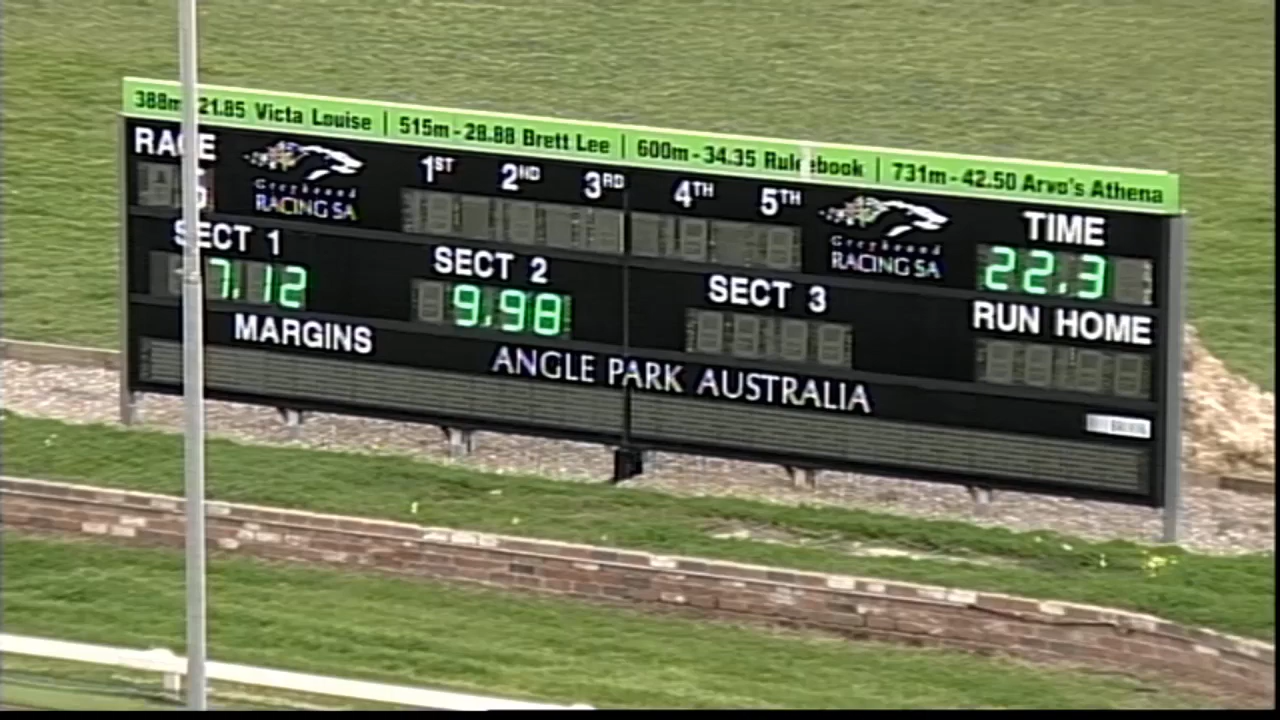 388m 21.85 Victa Louise | 515m - 28.88 Brett Lee | 600m - 34.35 Rulebook | 731m - 42.50 Arvo's Athena
RACE
Greyhound
RACING SA
1ST 2ND 3RD 4TH 5TH
Greyhound
RACING SA
TIME
22.3
SECT 1
7.12
SECT 2
9.98
SECT 3
RUN HOME
MARGINS
ANGLE PARK AUSTRALIA